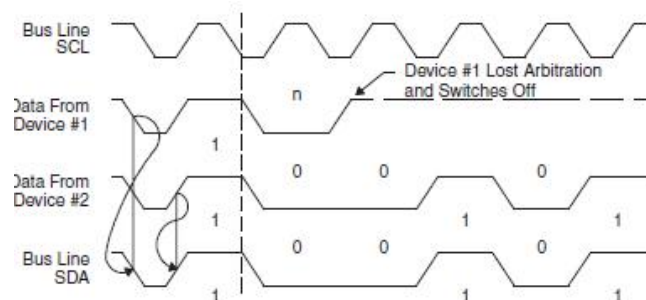 Bus Line
SCL
Device #1 Lost Arbitration
and Switches Off
n
Data From
Device #1
1
0 0 0
Data From
Device #2
1 1 1
0 0 0
Bus Line
SDA
1 1 1